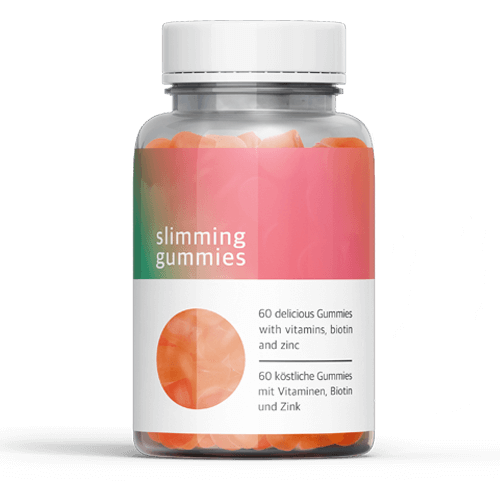 slimming
gummies
60 delicious Gummies
with vitamins, biotin
and zinc
60 köstliche Gummies
mit Vitaminen, Biotin
und Zink